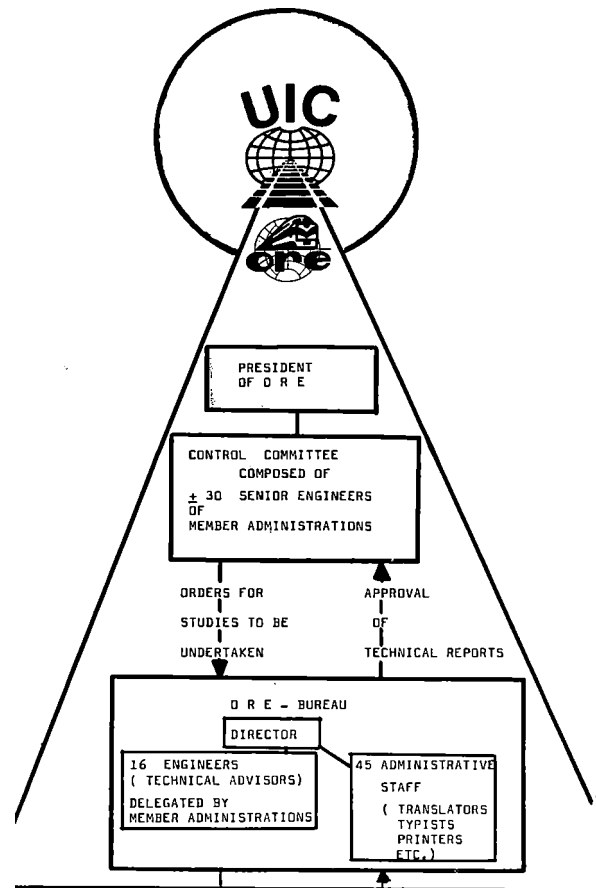 UIC
ore
PRESIDENT
OF O R E
CONTROL COMMITTEE
COMPOSED OF
± 30 SENIOR ENGINEERS
OF
MEMBER ADMINISTRATIONS
ORDERS FOR
STUDIES TO BE
UNDERTAKEN
APPROVAL
OF
TECHNICAL REPORTS
O R E - BUREAU
DIRECTOR
16 ENGINEERS
( TECHNICAL ADVISORS)
DELEGATED BY
MEMBER ADMINISTRATIONS
45 ADMINISTRATIVE
STAFF
( TRANSLATORS
TYPISTS
PRINTERS
ETC.)